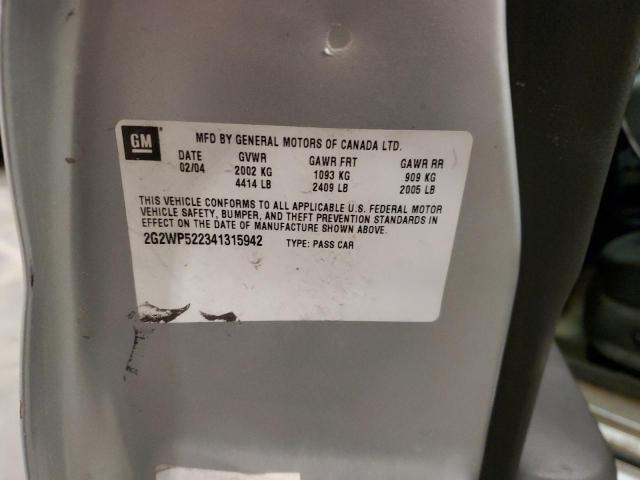 GM
MFD BY GENERAL MOTORS OF CANADA LTD.
DATE GVWR GAWR FRT GAWR RR
02/04 2002 KG 1093 KG 909 KG
4414 LB 2409 LB 2005 LB
THIS VEHICLE CONFORMS TO ALL APPLICABLE U.S. FEDERAL MOTOR
VEHICLE SAFETY, BUMPER, AND THEFT PREVENTION STANDARDS IN
EFFECT ON THE DATE OF MANUFACTURE SHOWN ABOVE.
2G2WP522341315942 TYPE: PASS CAR